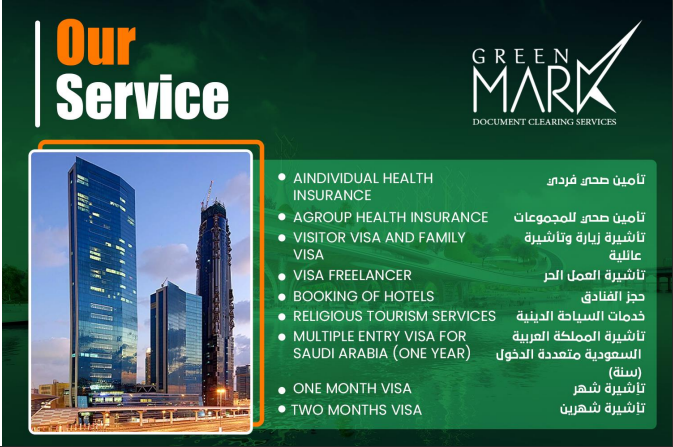 Our
Service
GREEN
MARK
DOCUMENT CLEARING SERVICES
AINDIVIDUAL HEALTH
INSURANCE
تأمين صحي فردي
AGROUP HEALTH INSURANCE
تأمين صحي للمجموعات
VISITOR VISA AND FAMILY
VISA
تاشيرة زيارة وتاشيرة
عائلية
VISA FREELANCER
تاشيرة العمل الحر
BOOKING OF HOTELS
حجز الفنادق
RELIGIOUS TOURISM SERVICES
خدمات السياحة الدينية
MULTIPLE ENTRY VISA FOR
SAUDI ARABIA (ONE YEAR)
تاشيرة المملكة العربية
السعودية متعددة الدخول
(سنة)
ONE MONTH VISA
تأشيرة شهر
TWO MONTHS VISA
تأشيرة شهرين